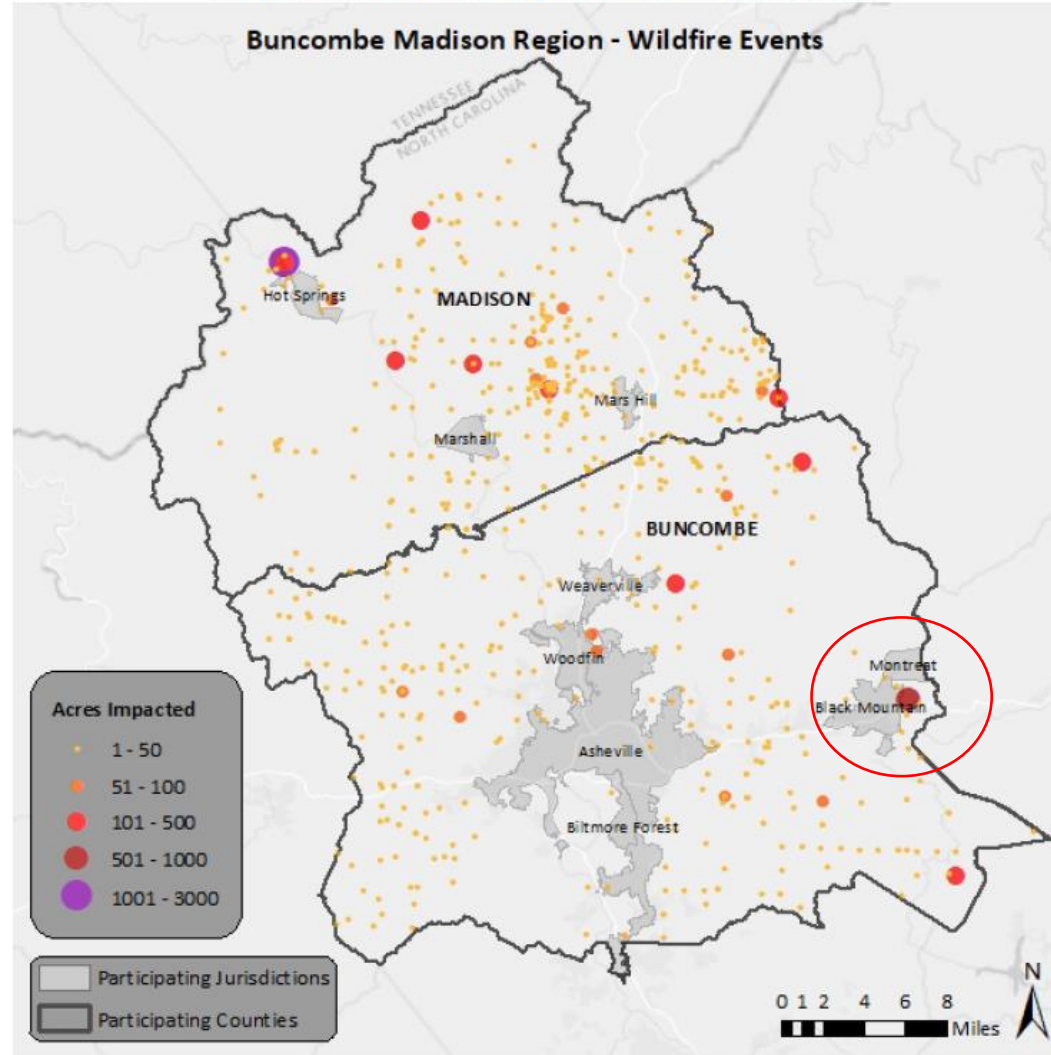 Buncombe Madison Region - Wildfire Events
TENNESSEE
NORTH CAROLINA
Hot Springs
MADISON
Mars Hill
Marshall
BUNCOMBE
Weaverville
Woodfin
Montreat
Black Mountain
Asheville
Biltmore Forest
Acres Impacted
1 - 50
51 - 100
101 - 500
501 - 1000
1001 - 3000
Participating Jurisdictions
Participating Counties
0 1 2 4 6 8
Miles
N